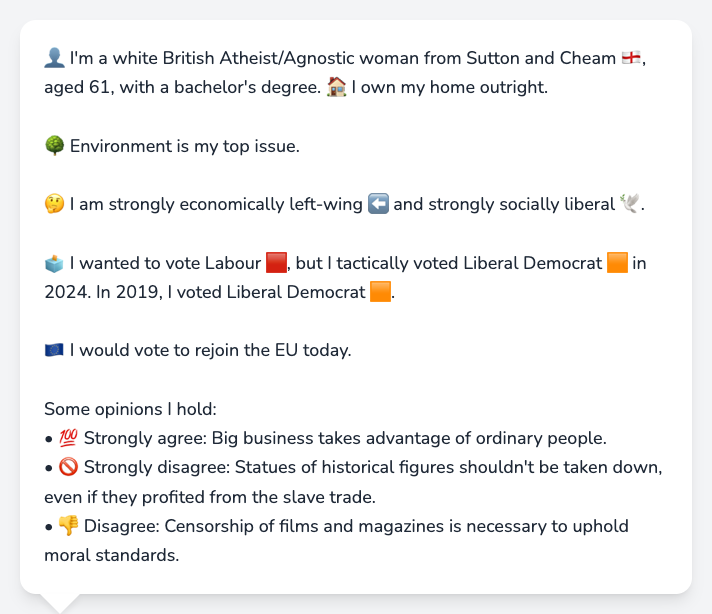 👤 I'm a white British Atheist/Agnostic woman from Sutton and Cheam 🏴󠁧󠁢󠁥󠁮󠁧󠁿,
aged 61, with a bachelor's degree. 🏠 I own my home outright.
🌳 Environment is my top issue.
🤔 I am strongly economically left-wing ⬅️ and strongly socially liberal 🕊️.
🗳️ I wanted to vote Labour 🟥, but I tactically voted Liberal Democrat 🟧 in
2024. In 2019, I voted Liberal Democrat 🟧.
🇪🇺 I would vote to rejoin the EU today.
Some opinions I hold:
• 💯 Strongly agree: Big business takes advantage of ordinary people.
• 🚫 Strongly disagree: Statues of historical figures shouldn't be taken down,
even if they profited from the slave trade.
• 👎 Disagree: Censorship of films and magazines is necessary to uphold
moral standards.